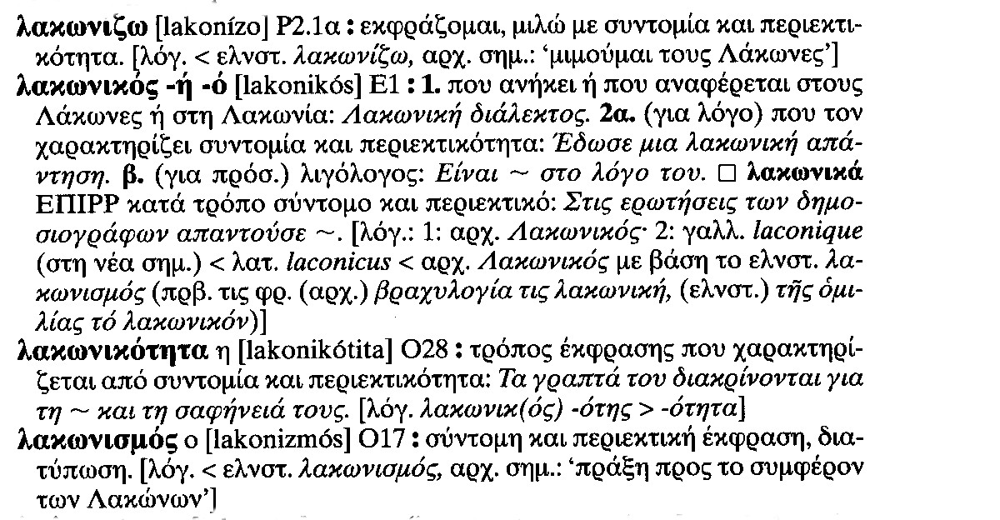 λακωνιζω [lakonízo] Ρ2.1α : εκφράζομαι, μιλώ με συντομία και περιεκτι-
κότητα. [λόγ. < ελνστ. λακωνίζω, αρχ. σημ.: ‘μιμούμαι τους Λάκωνες’]
λακωνικός -ή -ό [lakonikós] Ε1 : 1. που ανήκει ή που αναφέρεται στους
Λάκωνες ή στη Λακωνία: Λακωνική διάλεκτος. 2α. (για λόγο) που τον
χαρακτηρίζει συντομία και περιεκτικότητα: Έδωσε μια λακωνική απά-
ντηση. β. (για πρόσ.) λιγόλογος: Είναι ~ στο λόγο του. □ λακωνικά
ΕΠΙΡΡ κατά τρόπο σύντομο και περιεκτικό: Στις ερωτήσεις των δημο-
σιογράφων απαντούσε ~. [λόγ.: 1: αρχ. Λακωνικός· 2: γαλλ. laconique
(στη νέα σημ.) < λατ. laconicus < αρχ. Λακωνικός με βάση το ελνστ. λα-
κωνισμός (πρβ. τις φρ. (αρχ.) βραχυλογία τις λακωνική, (ελνστ.) τῆς ὁμι-
λίας τό λακωνικόν)]
λακωνικότητα η [lakonikótita] Ο28 : τρόπος έκφρασης που χαρακτηρί-
ζεται από συντομία και περιεκτικότητα: Τα γραπτά του διακρίνονται για
τη ~ και τη σαφήνειά τους. [λόγ. λακωνικ(ός) -ότης > -ότητα]
λακωνισμός ο [lakonizmós] Ο17 : σύντομη και περιεκτική έκφραση, δια-
τύπωση. [λόγ. < ελνστ. λακωνισμός, αρχ. σημ.: ‘πράξη προς το συμφέρον
των Λακώνων’]